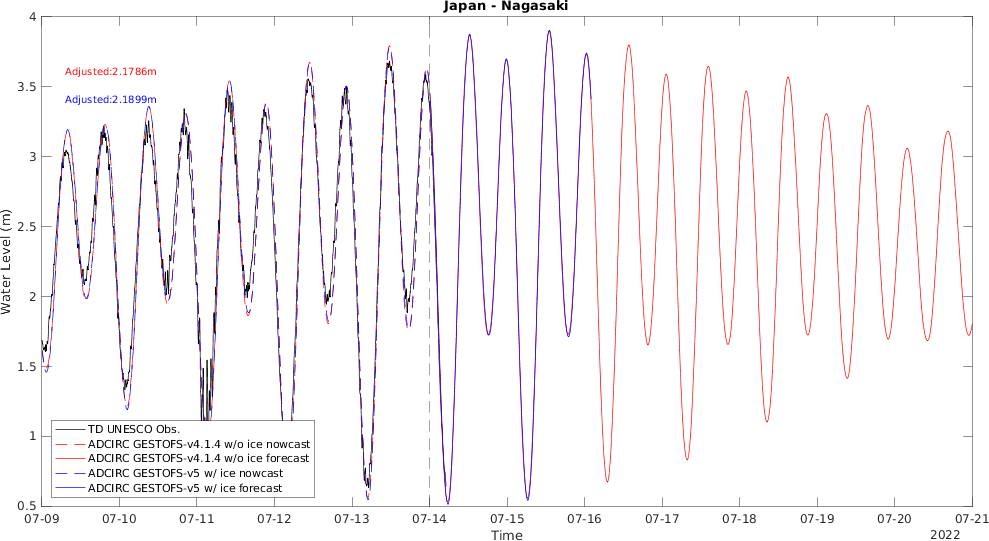 Japan - Nagasaki
4
3.5
3
2.5
2
1.5
1
0.5
Water Level (m)
Adjusted:2.1786m
Adjusted:2.1899m
TD UNESCO Obs.
ADCIRC GESTOFS-v4.1.4 w/o ice nowcast
ADCIRC GESTOFS-v4.1.4 w/o ice forecast
ADCIRC GESTOFS-v5 w/ ice nowcast
ADCIRC GESTOFS-v5 w/ ice forecast
07-09 07-10 07-11 07-12 07-13 07-14 07-15 07-16 07-17 07-18 07-19 07-20 07-21
Time
2022